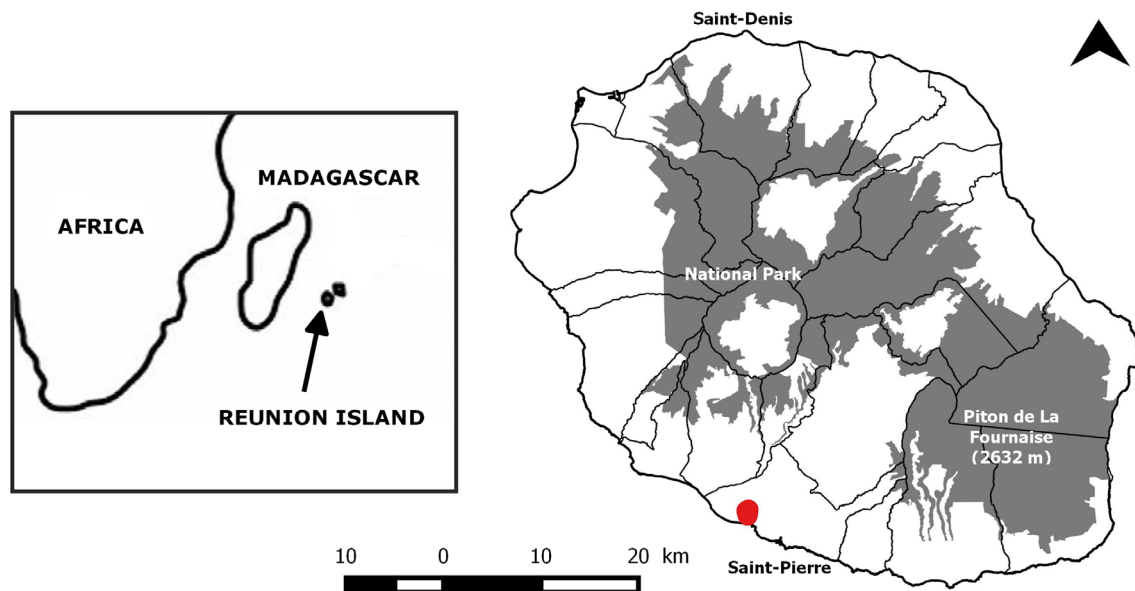 Saint-Denis
MADAGASCAR
AFRICA
REUNION ISLAND
National Park
Piton de La
Fournaise
(2632 m)
Saint-Pierre
10 0 10 20 km